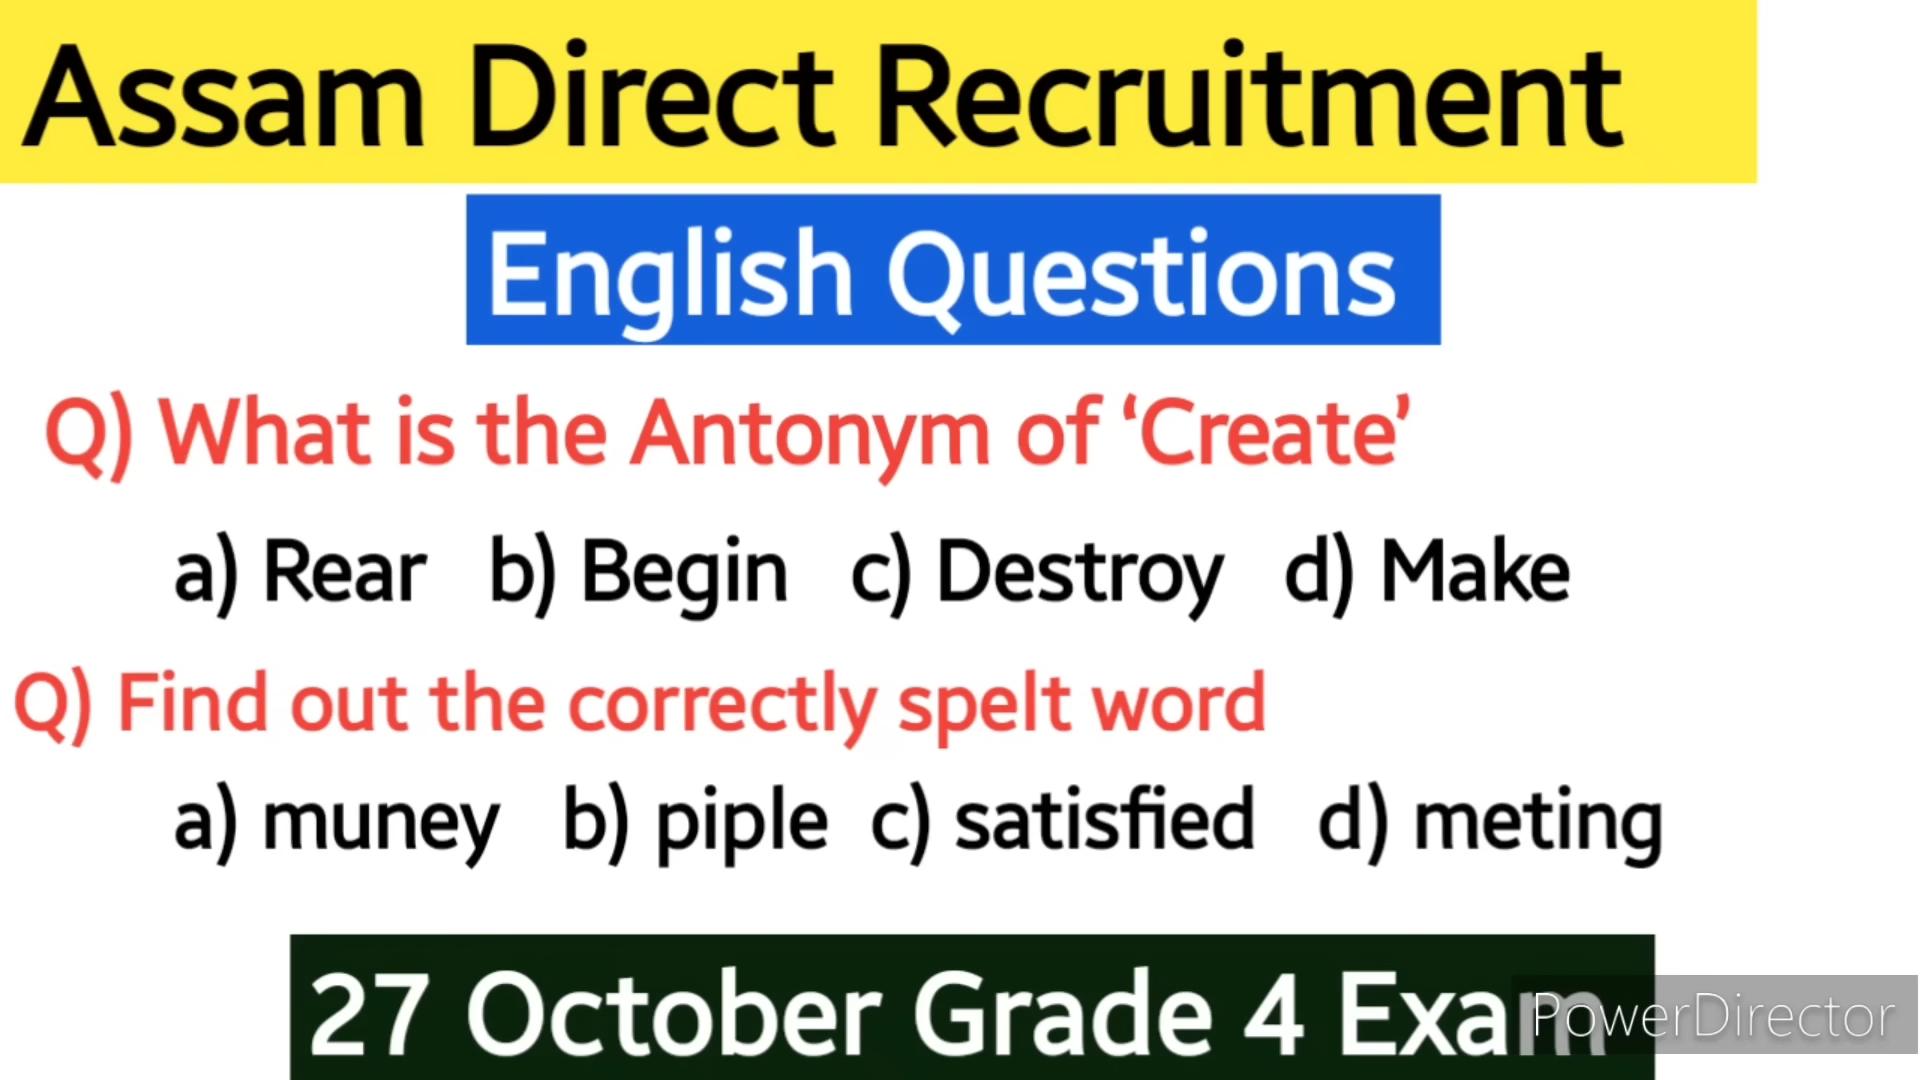 Assam Direct Recruitment
English Questions
Q) What is the Antonym of ‘Create’
a) Rear b) Begin c) Destroy d) Make
Q) Find out the correctly spelt word
a) muney b) piple c) satisfied d) meting
27 October Grade 4 Exam
PowerDirector